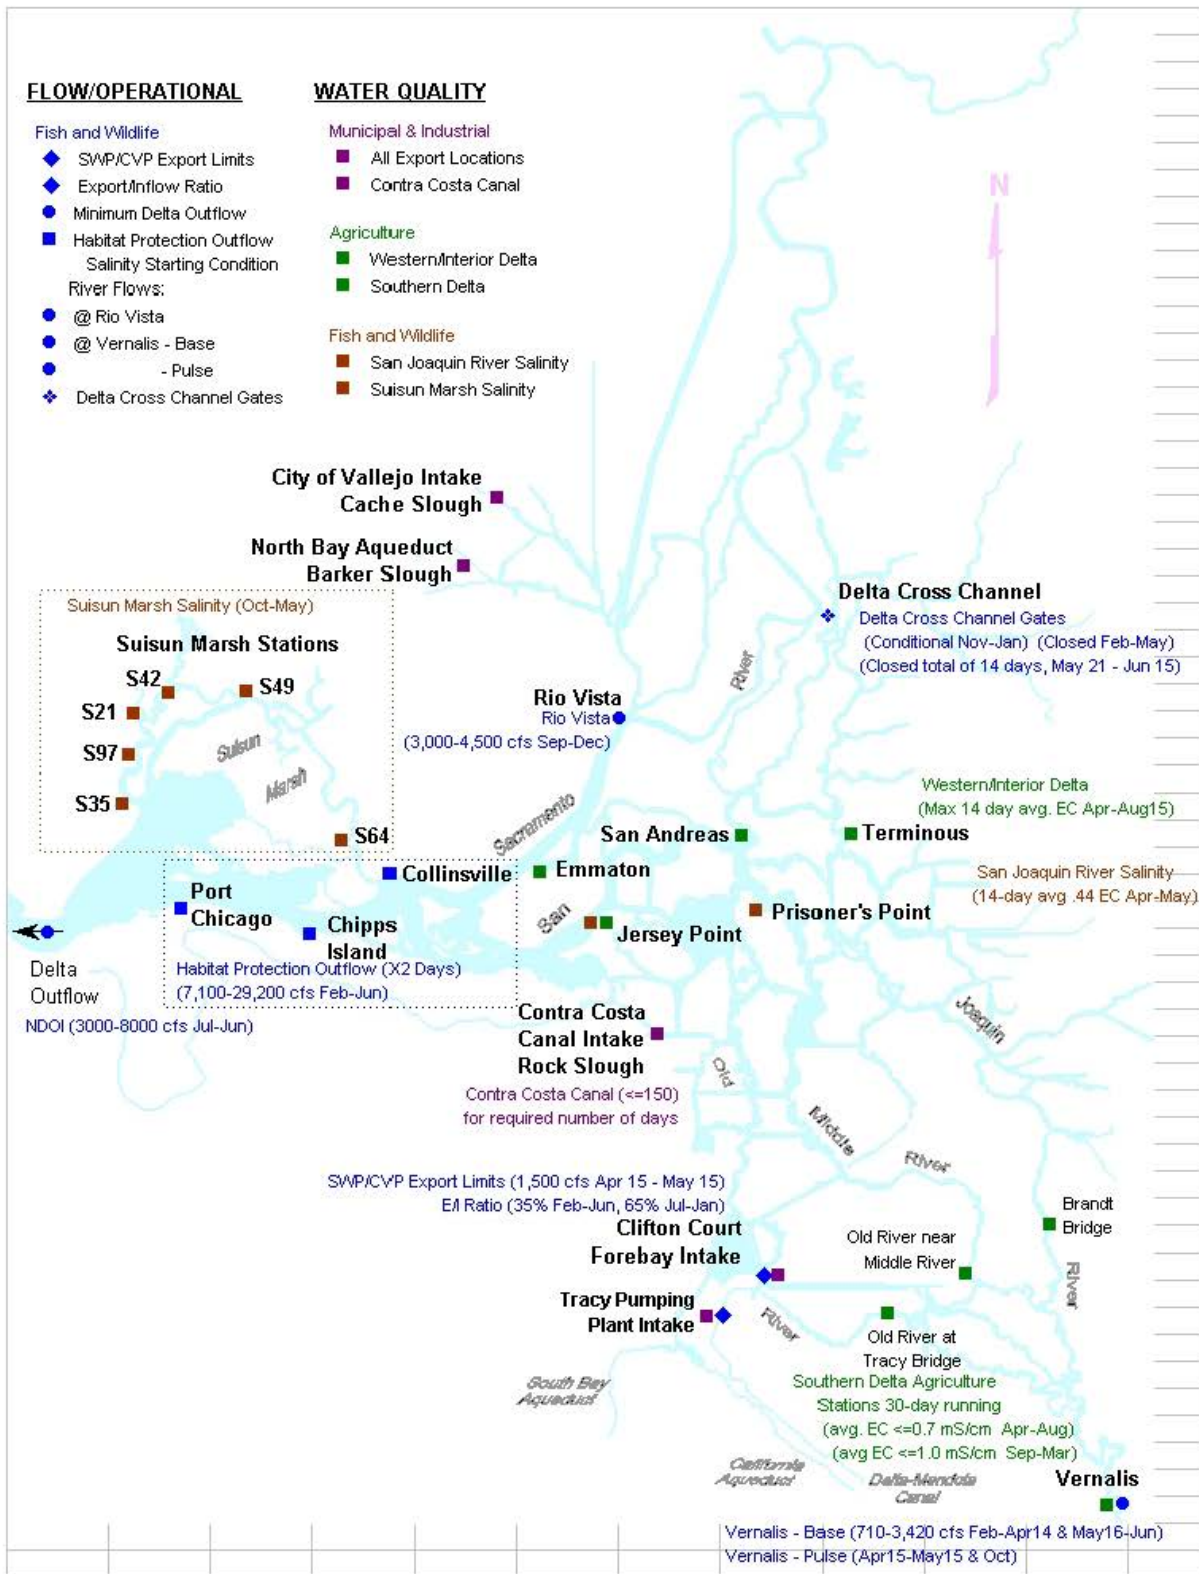 FLOW/OPERATIONAL
Fish and Wildlife
SWP/CVP Export Limits
Export/Inflow Ratio
Minimum Delta Outflow
Habitat Protection Outflow
Salinity Starting Condition
River Flows:
@ Rio Vista
@ Vernalis - Base
- Pulse
Delta Cross Channel Gates
WATER QUALITY
Municipal & Industrial
All Export Locations
Contra Costa Canal
Agriculture
Western/Interior Delta
Southern Delta
Fish and Wildlife
San Joaquin River Salinity
Suisun Marsh Salinity
N
City of Vallejo Intake
Cache Slough
North Bay Aqueduct
Barker Slough
Delta Cross Channel
Delta Cross Channel Gates
(Conditional Nov-Jan) (Closed Feb-May)
(Closed total of 14 days, May 21 - Jun 15)
Suisun Marsh Salinity (Oct-May)
Suisun Marsh Stations
S42
S49
S21
S97
S35
S64
Suisun
Marsh
River
Rio Vista
Rio Vista
(3,000-4,500 cfs Sep-Dec)
Sacramento
Western/Interior Delta
(Max 14 day avg. EC Apr-Aug15)
San Andreas
Terminous
Collinsville
Emmaton
San Joaquin River Salinity
(14-day avg .44 EC Apr-May)
Port
Chicago
Chipps
Island
San
Jersey Point
Prisoner's Point
Delta
Outflow
Habitat Protection Outflow (X2 Days)
(7,100-29,200 cfs Feb-Jun)
NDOI (3000-8000 cfs Jul-Jun)
Contra Costa
Canal Intake
Rock Slough
Contra Costa Canal (<=150)
for required number of days
Joaquin
Old
Middle
River
SWP/CVP Export Limits (1,500 cfs Apr 15 - May 15)
E/I Ratio (35% Feb-Jun, 65% Jul-Jan)
Clifton Court
Forebay Intake
Old River near
Middle River
Brandt
Bridge
River
Tracy Pumping
Plant Intake
River
Old River at
Tracy Bridge
South Bay
Aqueduct
Southern Delta Agriculture
Stations 30-day running
(avg. EC <=0.7 mS/cm Apr-Aug)
(avg EC <=1.0 mS/cm Sep-Mar)
California
Aqueduct
Delta-Mendota
Canal
Vernalis
Vernalis - Base (710-3,420 cfs Feb-Apr14 & May16-Jun)
Vernalis - Pulse (Apr15-May15 & Oct)